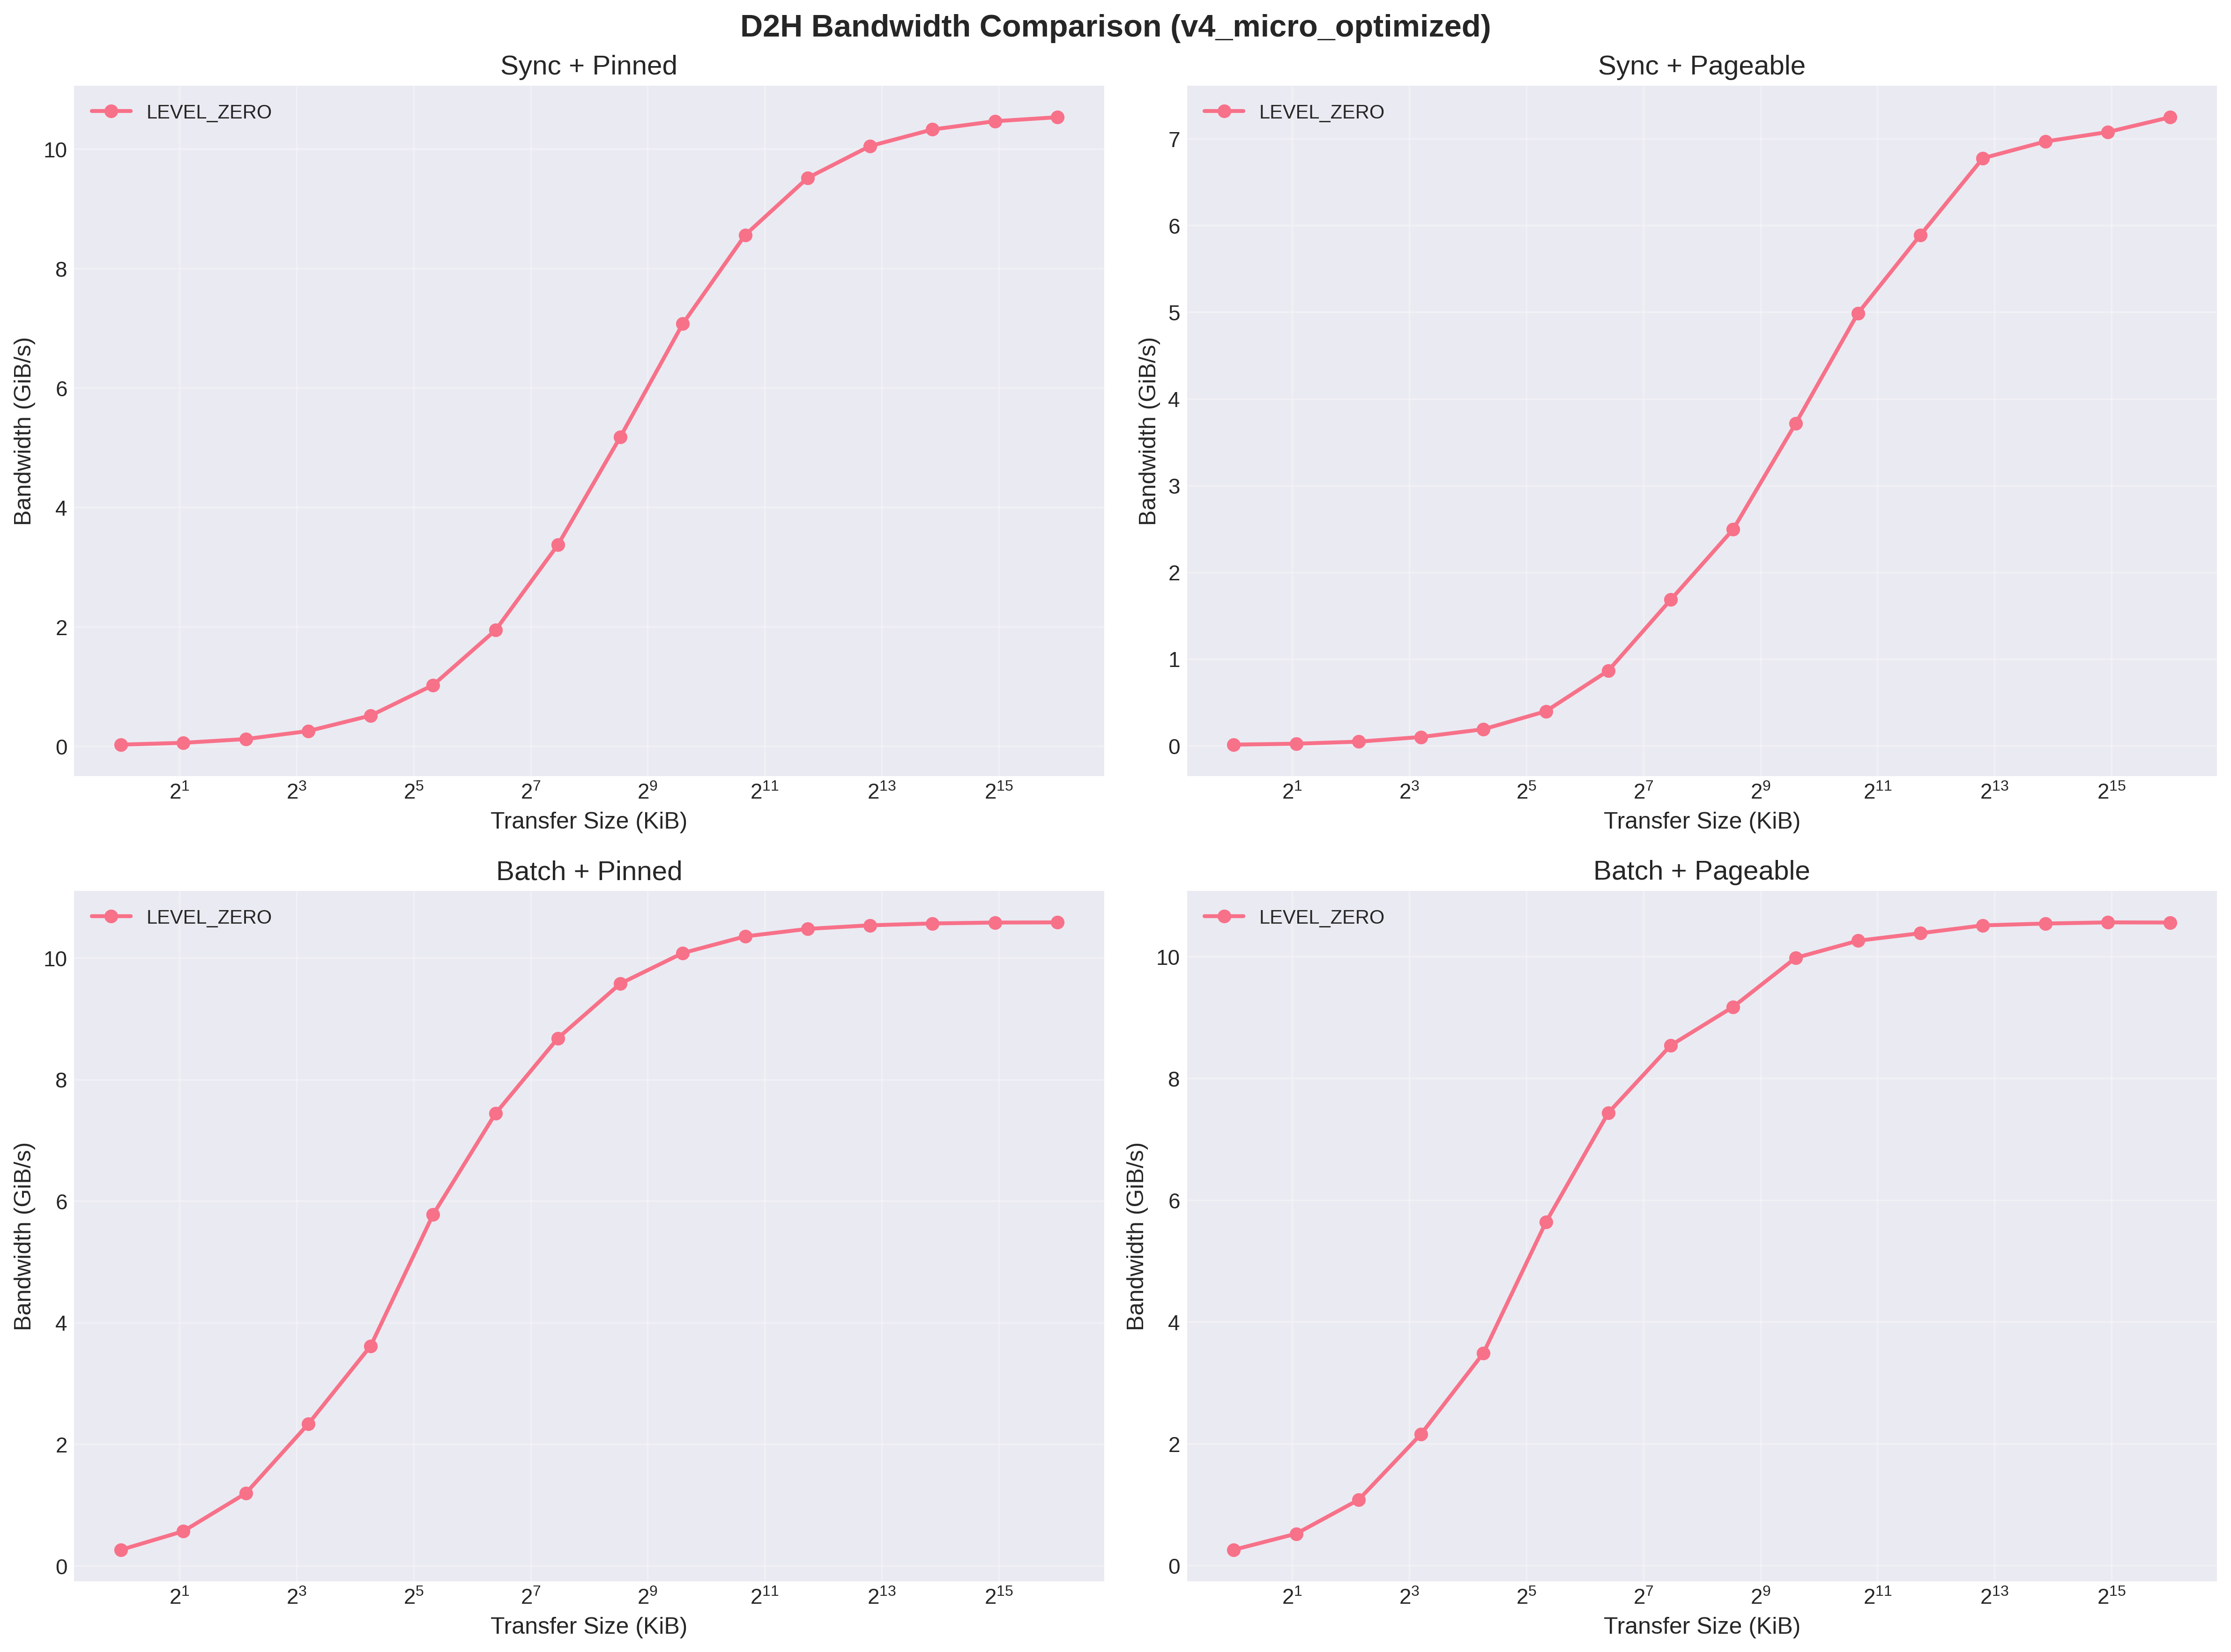 D2H Bandwidth Comparison (v4_micro_optimized)
Sync + Pinned
LEVEL_ZERO
Bandwidth (GiB/s)
10
8
6
4
2
0
2^1 2^3 2^5 2^7 2^9 2^11 2^13 2^15
Transfer Size (KiB)
Sync + Pageable
LEVEL_ZERO
Bandwidth (GiB/s)
7
6
5
4
3
2
1
0
2^1 2^3 2^5 2^7 2^9 2^11 2^13 2^15
Transfer Size (KiB)
Batch + Pinned
LEVEL_ZERO
Bandwidth (GiB/s)
10
8
6
4
2
0
2^1 2^3 2^5 2^7 2^9 2^11 2^13 2^15
Transfer Size (KiB)
Batch + Pageable
LEVEL_ZERO
Bandwidth (GiB/s)
10
8
6
4
2
0
2^1 2^3 2^5 2^7 2^9 2^11 2^13 2^15
Transfer Size (KiB)